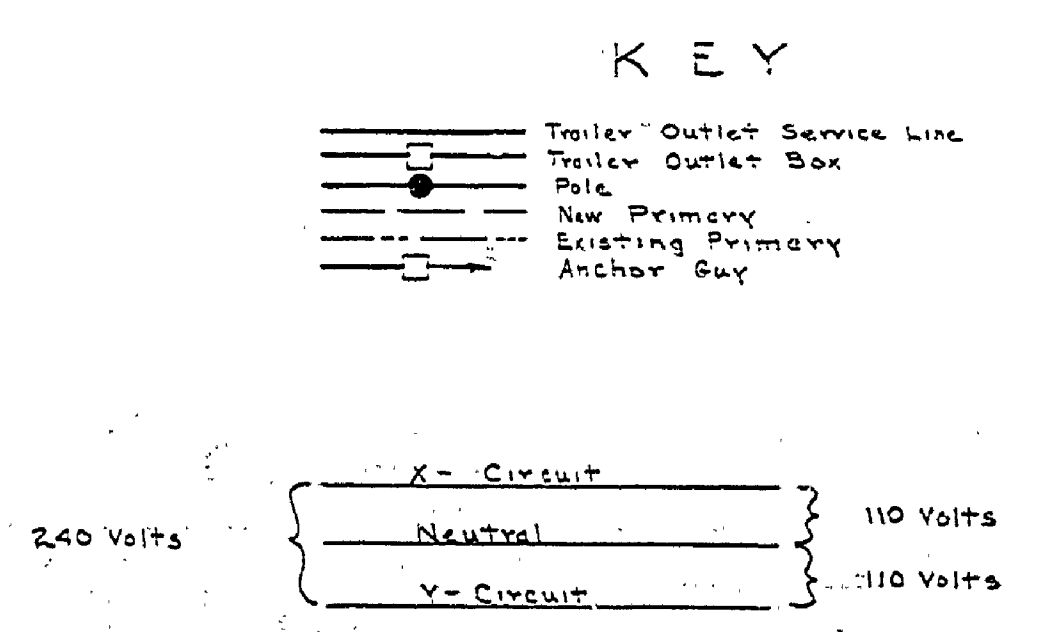 KEY
Trailer Outlet Service Line
Trailer Outlet Box
Pole
New Primary
Existing Primary
Anchor Guy
X- Circuit
240 Volts
Neutral
110 Volts
Y- Circuit
110 Volts